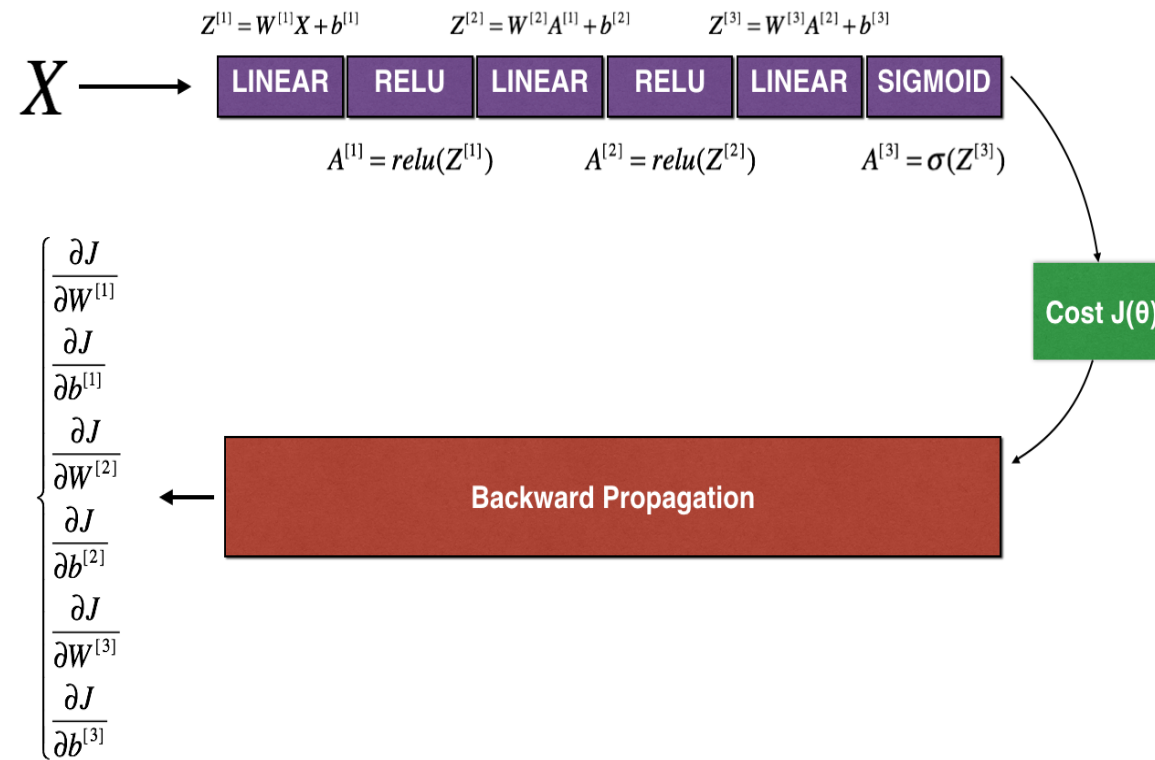 Z^{[1]} = W^{[1]}X + b^{[1]}
Z^{[2]} = W^{[2]}A^{[1]} + b^{[2]}
Z^{[3]} = W^{[3]}A^{[2]} + b^{[3]}
X
LINEAR
RELU
LINEAR
RELU
LINEAR
SIGMOID
A^{[1]} = relu(Z^{[1]})
A^{[2]} = relu(Z^{[2]})
A^{[3]} = σ(Z^{[3]})
Cost J(θ)
Backward Propagation
∂J
∂W^{[1]}
∂J
∂b^{[1]}
∂J
∂W^{[2]}
∂J
∂b^{[2]}
∂J
∂W^{[3]}
∂J
∂b^{[3]}